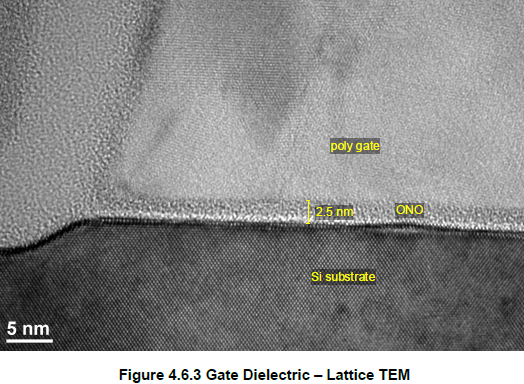 poly gate
2.5 nm
ONO
Si substrate
5 nm
Figure 4.6.3 Gate Dielectric – Lattice TEM